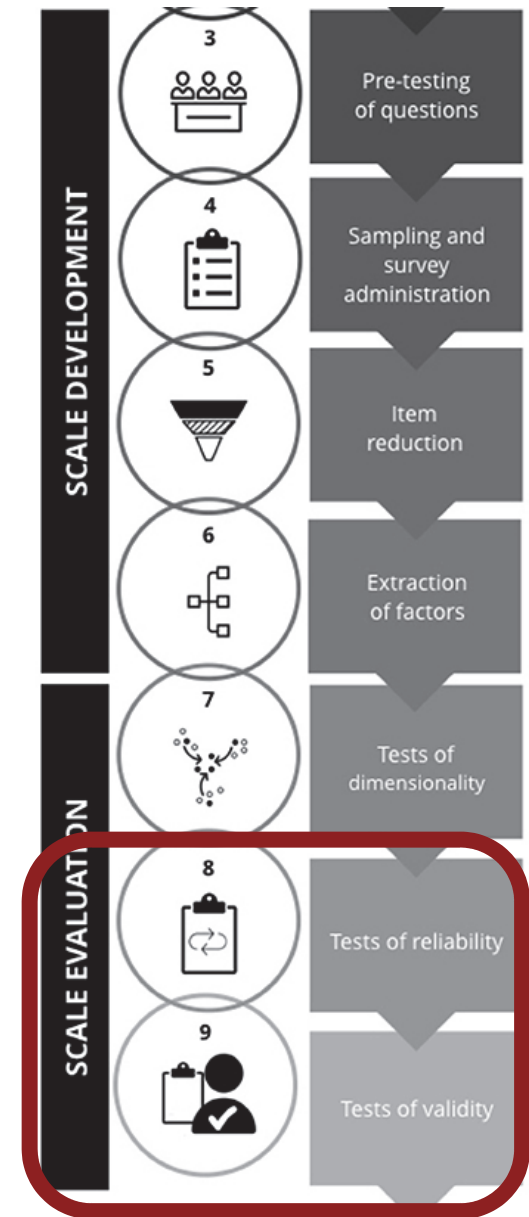 SCALE DEVELOPMENT
3
Pre-testing
of questions
4
Sampling and
survey
administration
5
Item
reduction
6
Extraction
of factors
SCALE EVALUATION
7
Tests of
dimensionality
8
Tests of reliability
9
Tests of validity